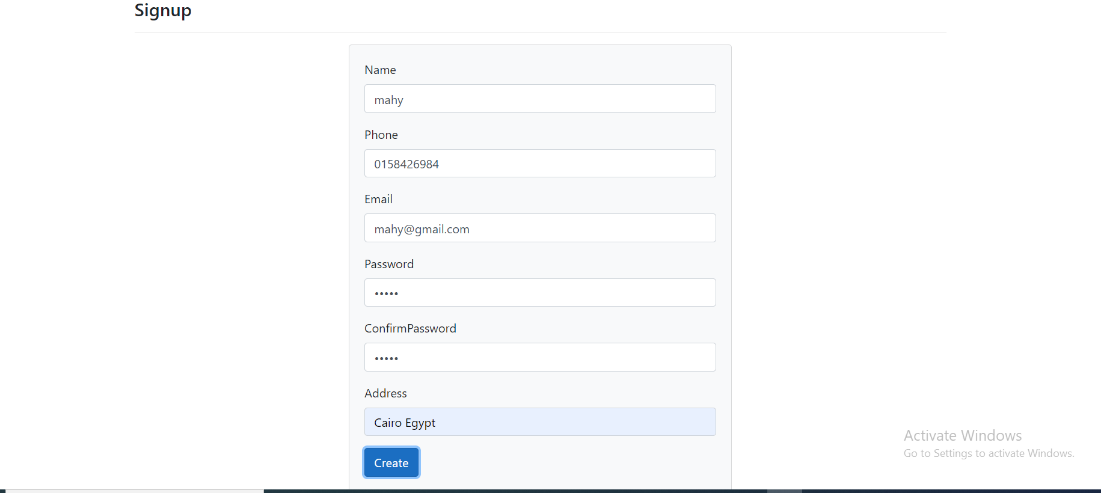 Signup
Name
mahy
Phone
0158426984
Email
mahy@gmail.com
Password
•••••
ConfirmPassword
•••••
Address
Cairo Egypt
Create
Activate Windows
Go to Settings to activate Windows.